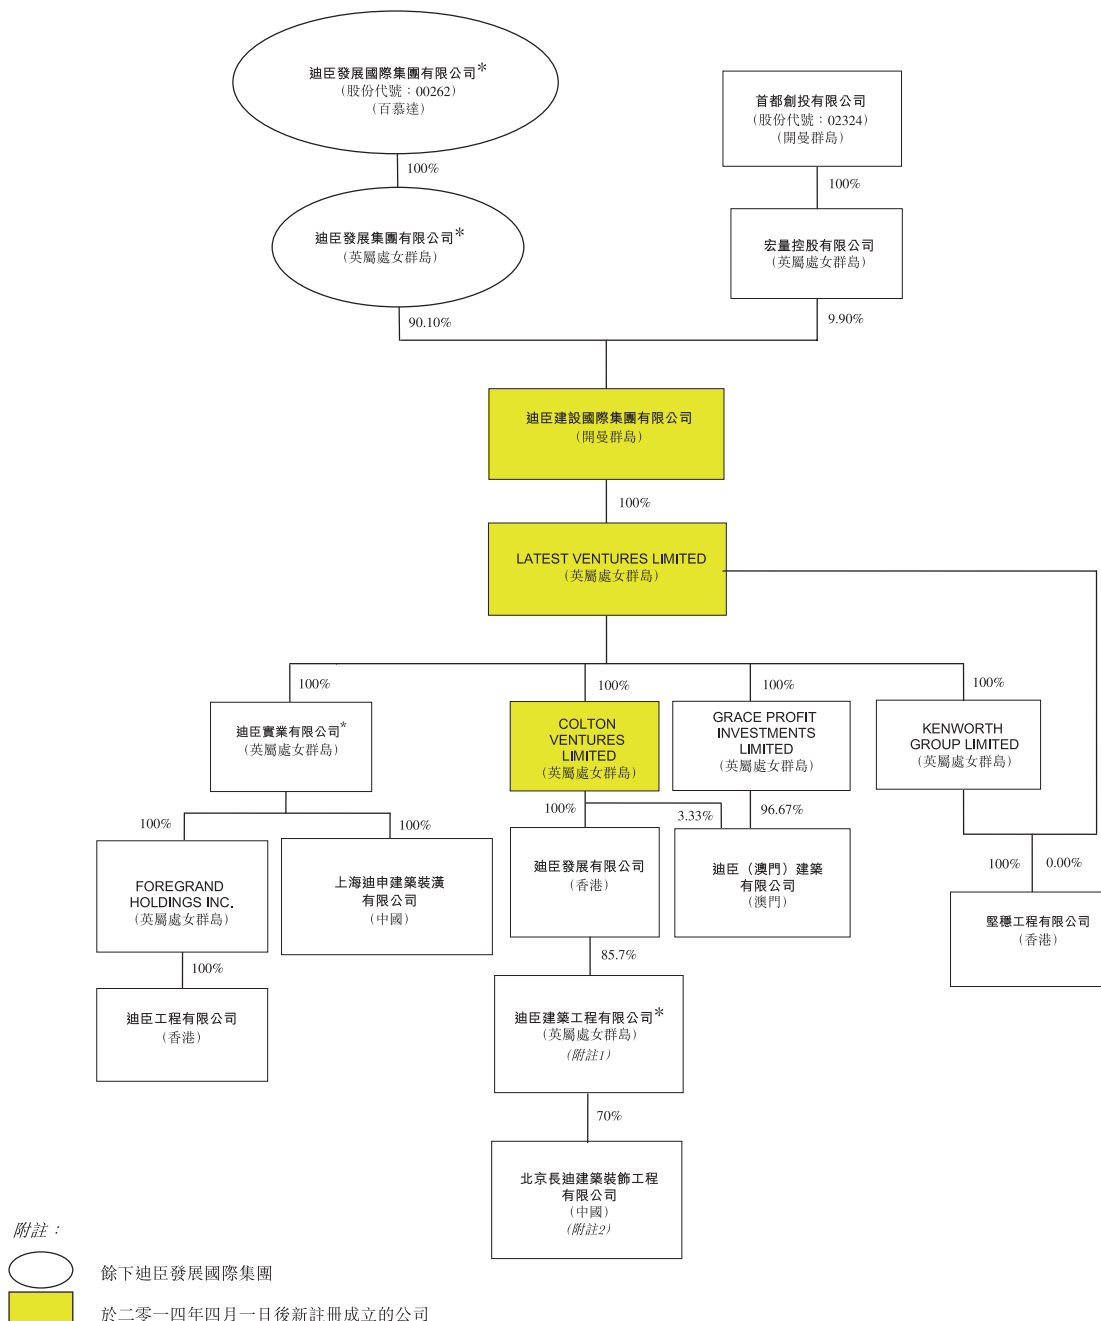 迪臣發展國際集團有限公司*
(股份代號：00262)
(百慕達)
首都創投有限公司
(股份代號：02324)
(開曼群島)
100%
100%
迪臣發展集團有限公司*
(英屬處女群島)
宏量控股有限公司
(英屬處女群島)
90.10%
9.90%
迪臣建設國際集團有限公司
(開曼群島)
100%
LATEST VENTURES LIMITED
(英屬處女群島)
100%
100%
100%
100%
迪臣實業有限公司*
(英屬處女群島)
COLTON
VENTURES
LIMITED
(英屬處女群島)
GRACE PROFIT
INVESTMENTS
LIMITED
(英屬處女群島)
KENWORTH
GROUP LIMITED
(英屬處女群島)
100%
100%
100%
3.33%
96.67%
100%
0.00%
FOREGRAND
HOLDINGS INC.
(英屬處女群島)
上海迪申建築裝潢
有限公司
(中國)
迪臣發展有限公司
(香港)
迪臣（澳門）建築
有限公司
(澳門)
堅穩工程有限公司
(香港)
100%
85.7%
迪臣工程有限公司
(香港)
迪臣建築工程有限公司*
(英屬處女群島)
(附註1)
70%
北京長迪建築裝飾工程
有限公司
(中國)
(附註2)
附註：
餘下迪臣發展國際集團
於二零一四年四月一日後新註冊成立的公司